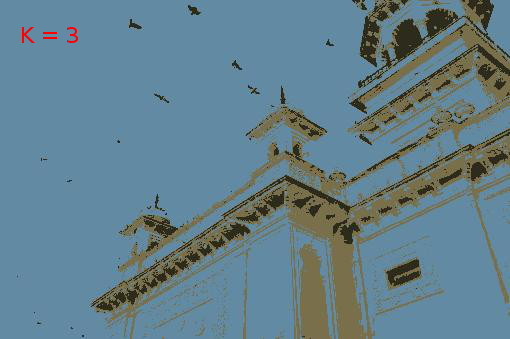 K = 3